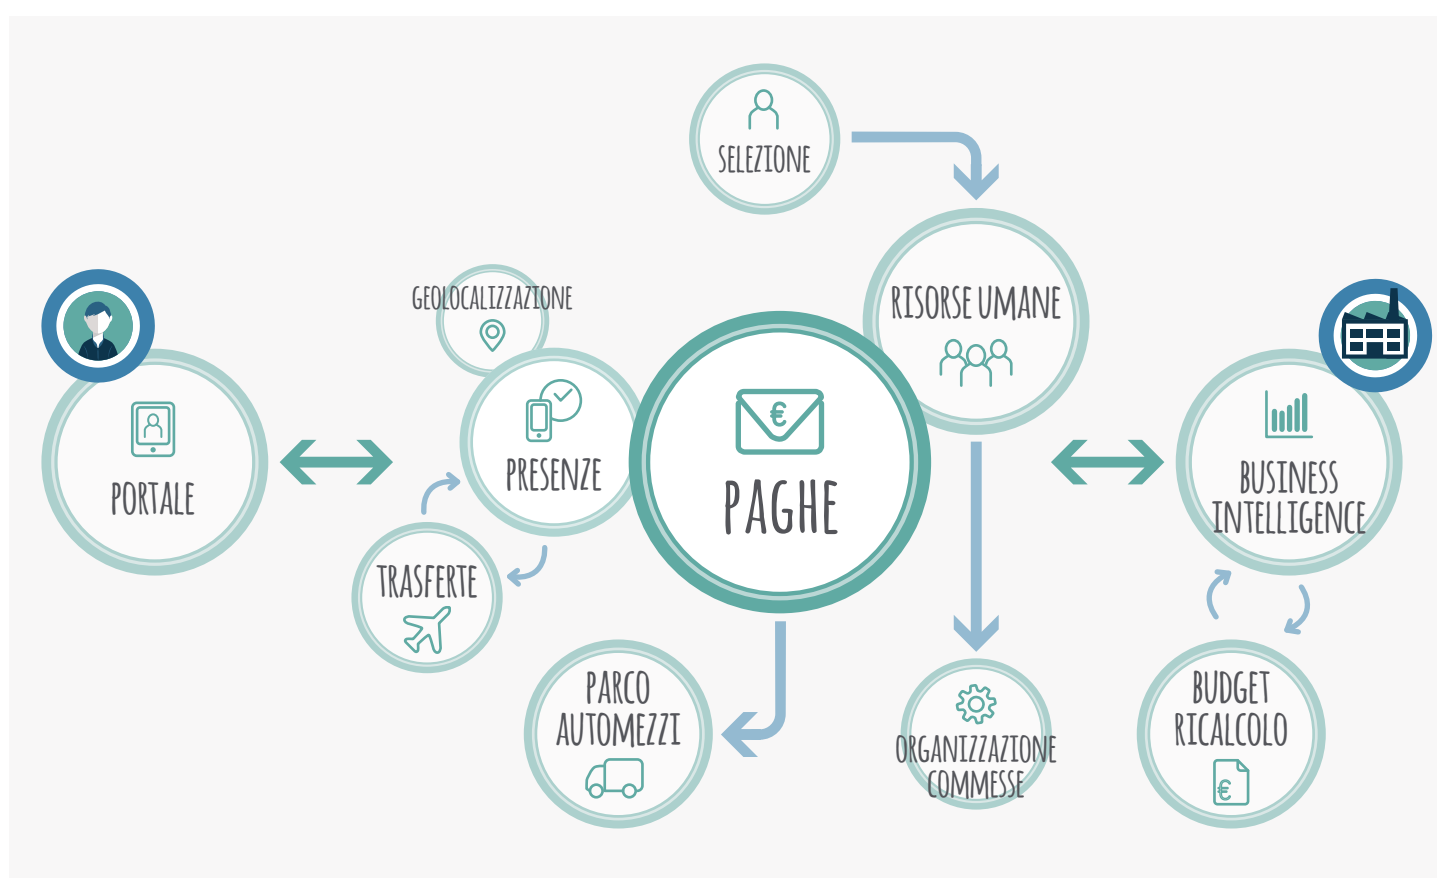 SELEZIONE
RISORSE UMANE
GEOLOCALIZZAZIONE
PORTALE
PRESENZE
PAGHE
BUSINESS
INTELLIGENCE
TRASFERTE
PARCO
AUTOMEZZI
ORGANIZZAZIONE
COMMESSE
BUDGET
RICALCOLO